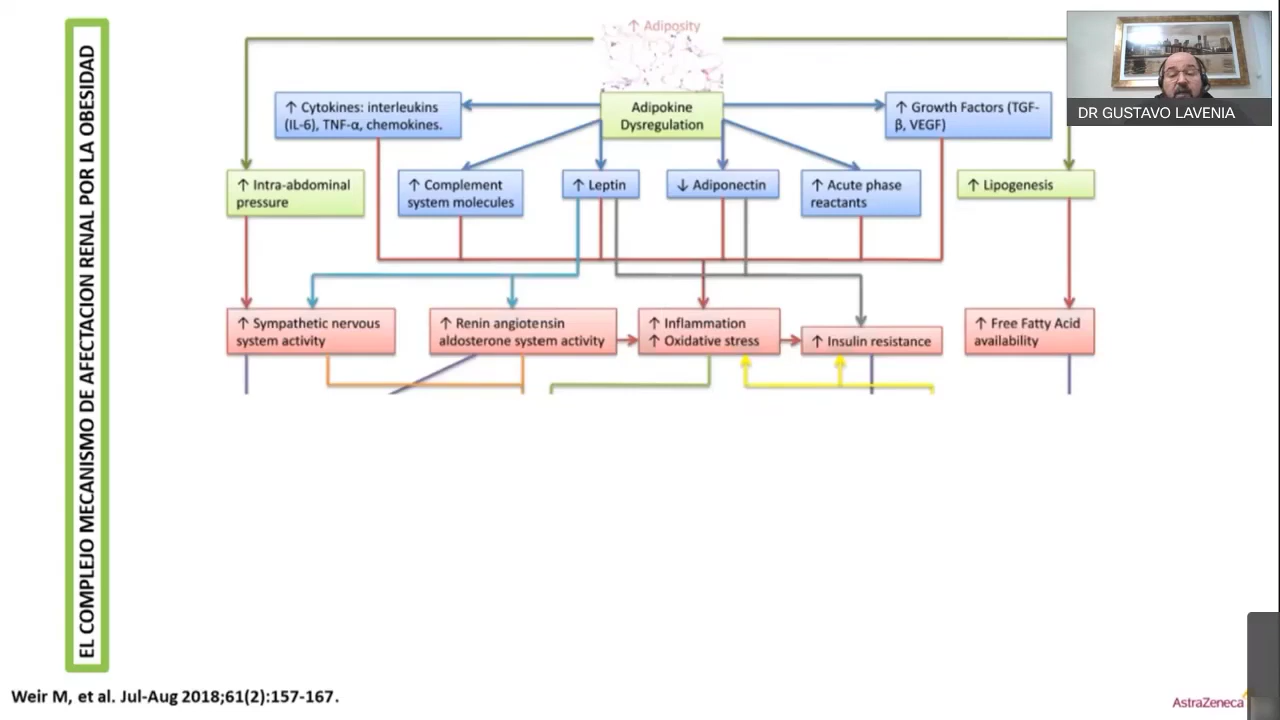 EL COMPLEJO MECANISMO DE AFECTACION RENAL POR LA OBESIDAD
↑ Adiposity
↑ Cytokines: interleukins
(IL-6), TNF-α, chemokines.
Adipokine
Dysregulation
↑ Growth Factors (TGF-
β, VEGF)
DR GUSTAVO LAVENIA
↑ Intra-abdominal
pressure
↑ Complement
system molecules
↑ Leptin
↓ Adiponectin
↑ Acute phase
reactants
↑ Lipogenesis
↑ Sympathetic nervous
system activity
↑ Renin angiotensin
aldosterone system activity
↑ Inflammation
↑ Oxidative stress
↑ Insulin resistance
↑ Free Fatty Acid
availability
Weir M, et al. Jul-Aug 2018;61(2):157-167.
AstraZeneca